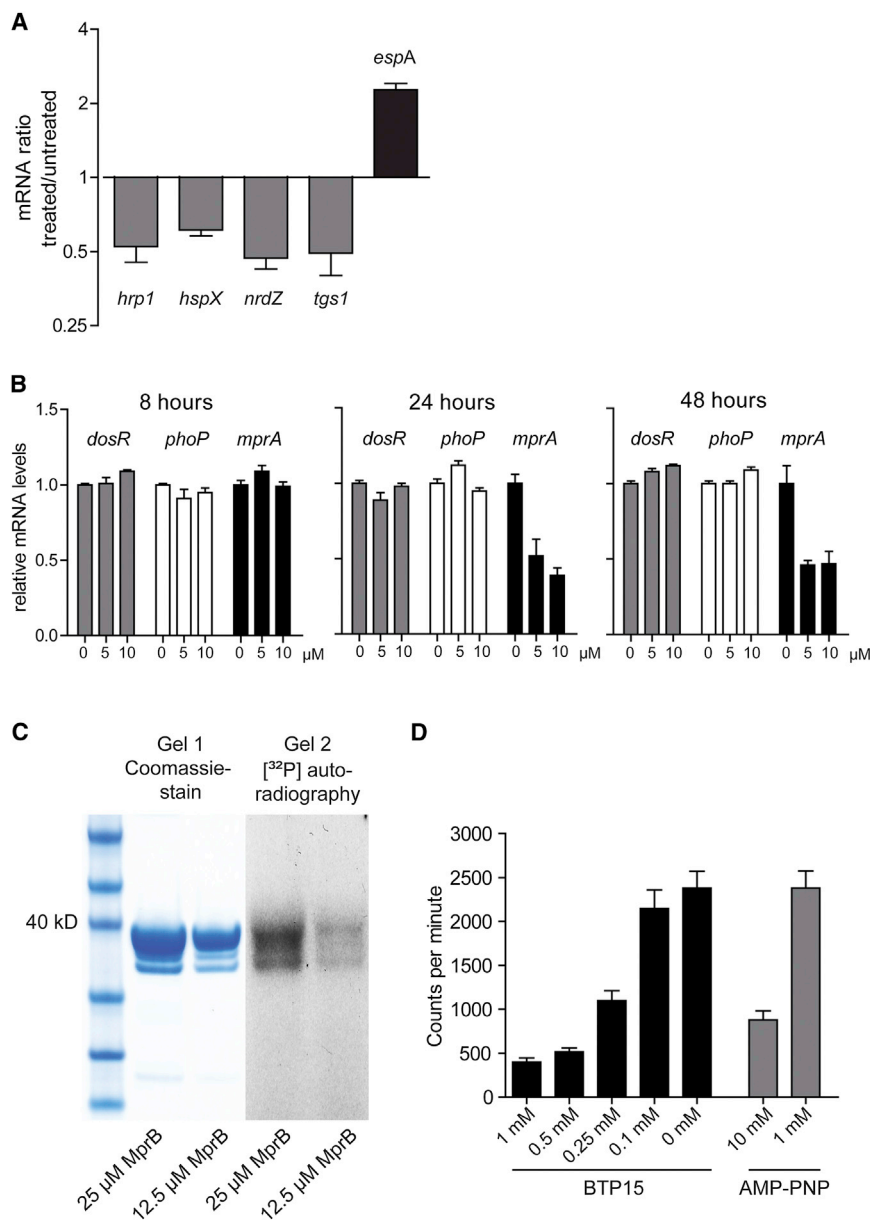 A
4
2
1
0.5
0.25
mRNA ratio
treated/untreated
espA
hrp1 hspX nrdZ tgs1
B
8 hours 24 hours 48 hours
relative mRNA levels
1.5
1.0
0.5
0.0
dosR phoP mprA dosR phoP mprA dosR phoP mprA
0 5 10 0 5 10 0 5 10 µM 0 5 10 0 5 10 0 5 10 µM 0 5 10 0 5 10 0 5 10 µM
C
Gel 1
Coomassie-
stain
Gel 2
[³²P] auto-
radiography
40 kD
25 µM MprB
12.5 µM MprB
25 µM MprB
12.5 µM MprB
D
Counts per minute
3000
2500
2000
1500
1000
500
0
1 mM
0.5 mM
0.25 mM
0.1 mM
0 mM
10 mM
1 mM
BTP15 AMP-PNP